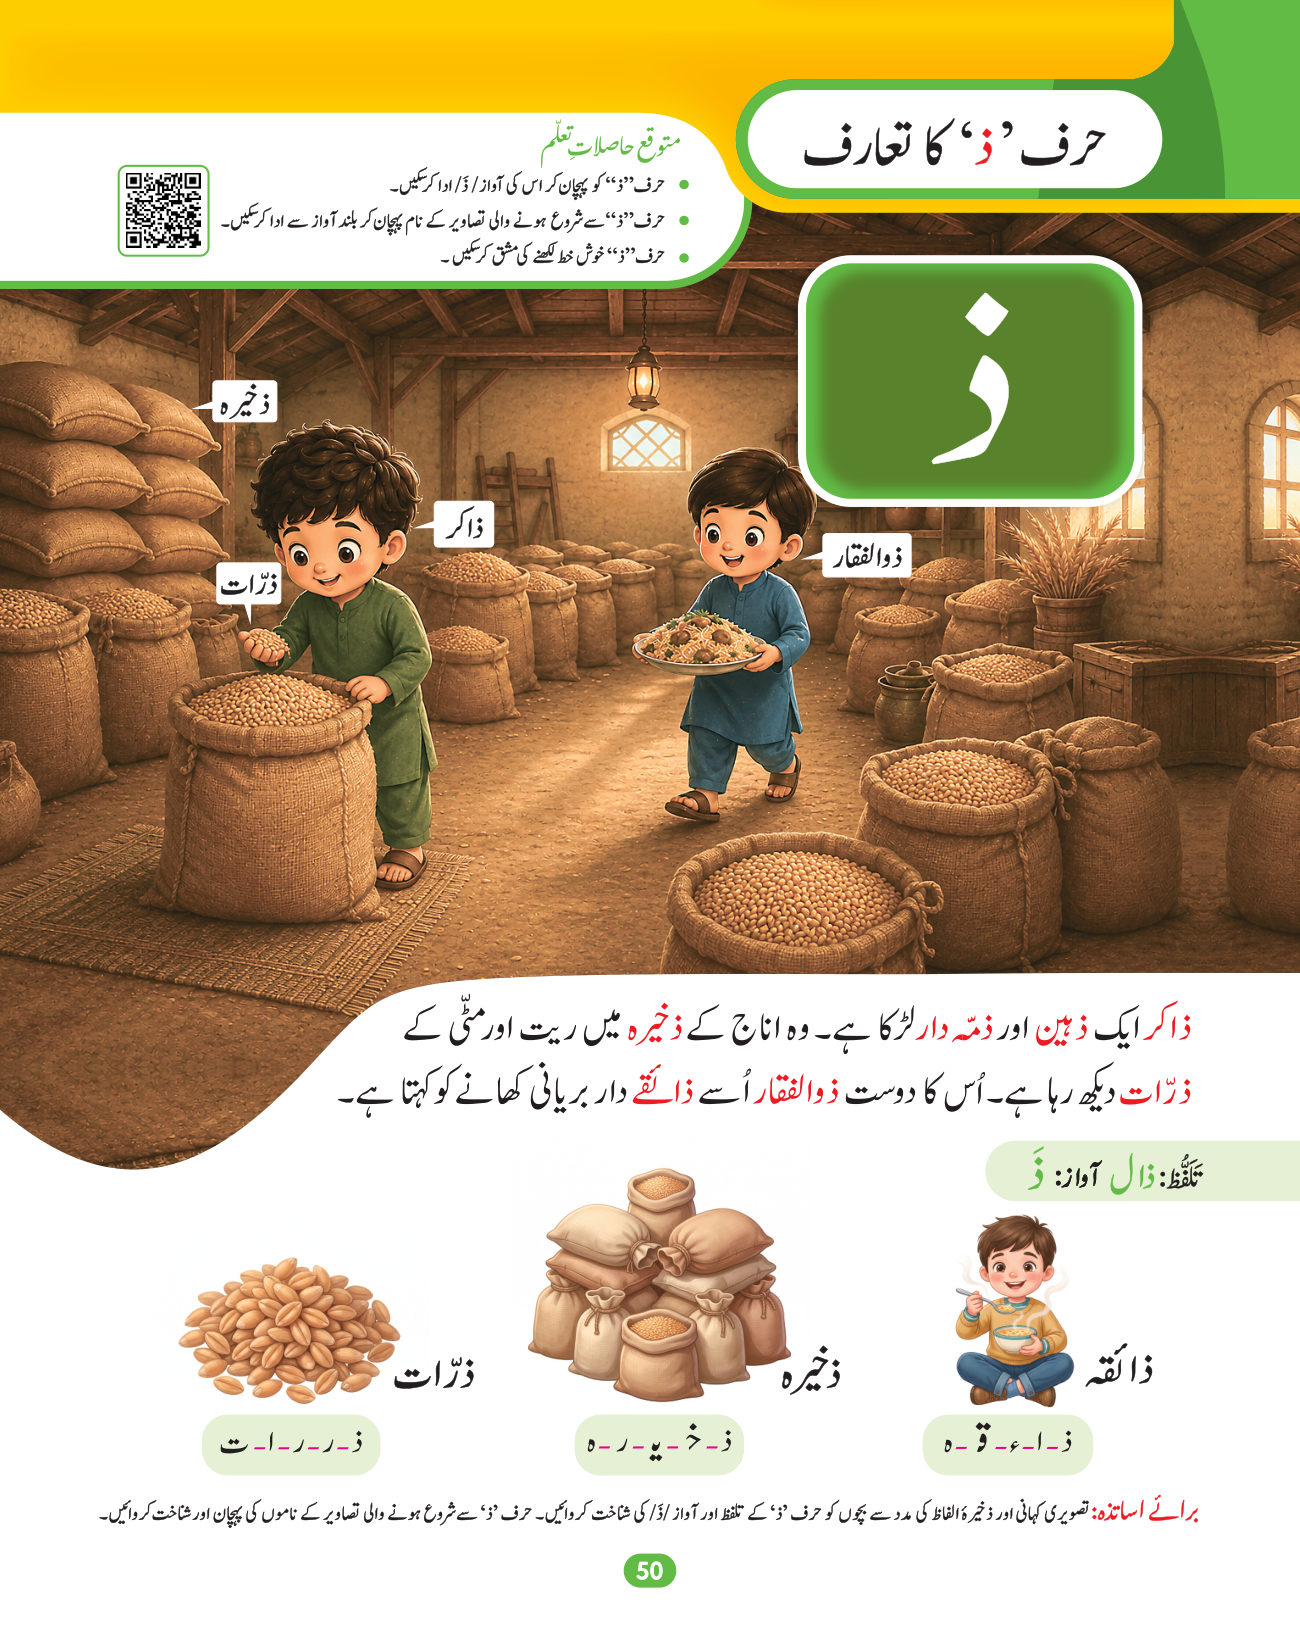 حرف ’ذ‘ کا تعارف
متوقع حاصلاتِ تعلّم
حرف ”ذ“ کو پہچان کر اس کی آواز /ذَ/ ادا کر سکیں۔
حرف ”ذ“ سے شروع ہونے والی تصاویر کے نام پہچان کر بلند آواز سے ادا کر سکیں۔
حرف ”ذ“ خوش خط لکھنے کی مشق کر سکیں ۔
ذ
ذخیرہ
ذاکر
ذوالفقار
ذرّات
ذاکر ایک ذہین اور ذمّہ دار لڑکا ہے۔ وہ اناج کے ذخیرہ میں ریت اور مٹّی کے
ذرّات دیکھ رہا ہے۔ اُس کا دوست ذوالفقار اُسے ذائقے دار بریانی کھانے کو کہتا ہے۔
تَلَفُّظ: ذال آواز: ذَ
ذائقہ
ذخیرہ
ذرّات
ذ - ا - ء - قو - ہ
ذ - خ - یو - ر - ہ
ذ - ر - ر - ا - ت
برائے اساتذہ: تصویری کہانی اور ذخیرۂ الفاظ کی مدد سے بچوں کو حرف ’ذ‘ کے تلفظ اور آواز /ذَ/ کی شناخت کروائیں۔ حرف ’ذ‘ سے شروع ہونے والی تصاویر کے ناموں کی پہچان اور شناخت کروائیں۔
50